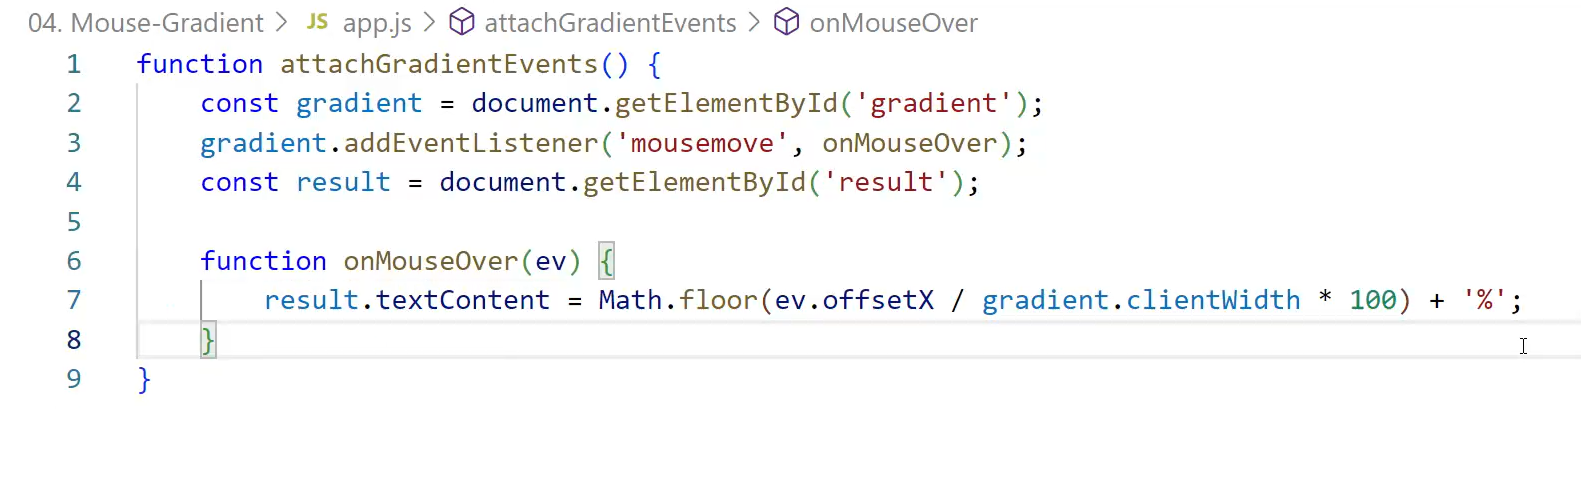 04. Mouse-Gradient > JS app.js > attachGradientEvents > onMouseOver
1 function attachGradientEvents() {
2 const gradient = document.getElementById('gradient');
3 gradient.addEventListener('mousemove', onMouseOver);
4 const result = document.getElementById('result');
5
6 function onMouseOver(ev) {
7 result.textContent = Math.floor(ev.offsetX / gradient.clientWidth * 100) + '%';
8 }
9 }